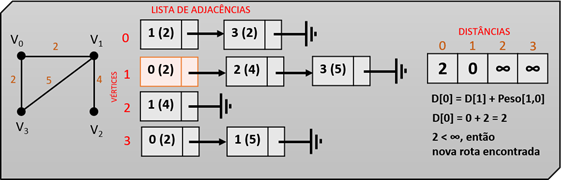 LISTA DE ADJACÊNCIAS
DISTÂNCIAS
V0
V1
V2
V3
2
2
5
4
VÉRTICES
0
1 (2)
3 (2)
1
0 (2)
2 (4)
3 (5)
2
1 (4)
3
0 (2)
1 (5)
0 1 2 3
2 0 ∞ ∞
D[0] = D[1] + Peso[1,0]
D[0] = 0 + 2 = 2
2 < ∞, então
nova rota encontrada